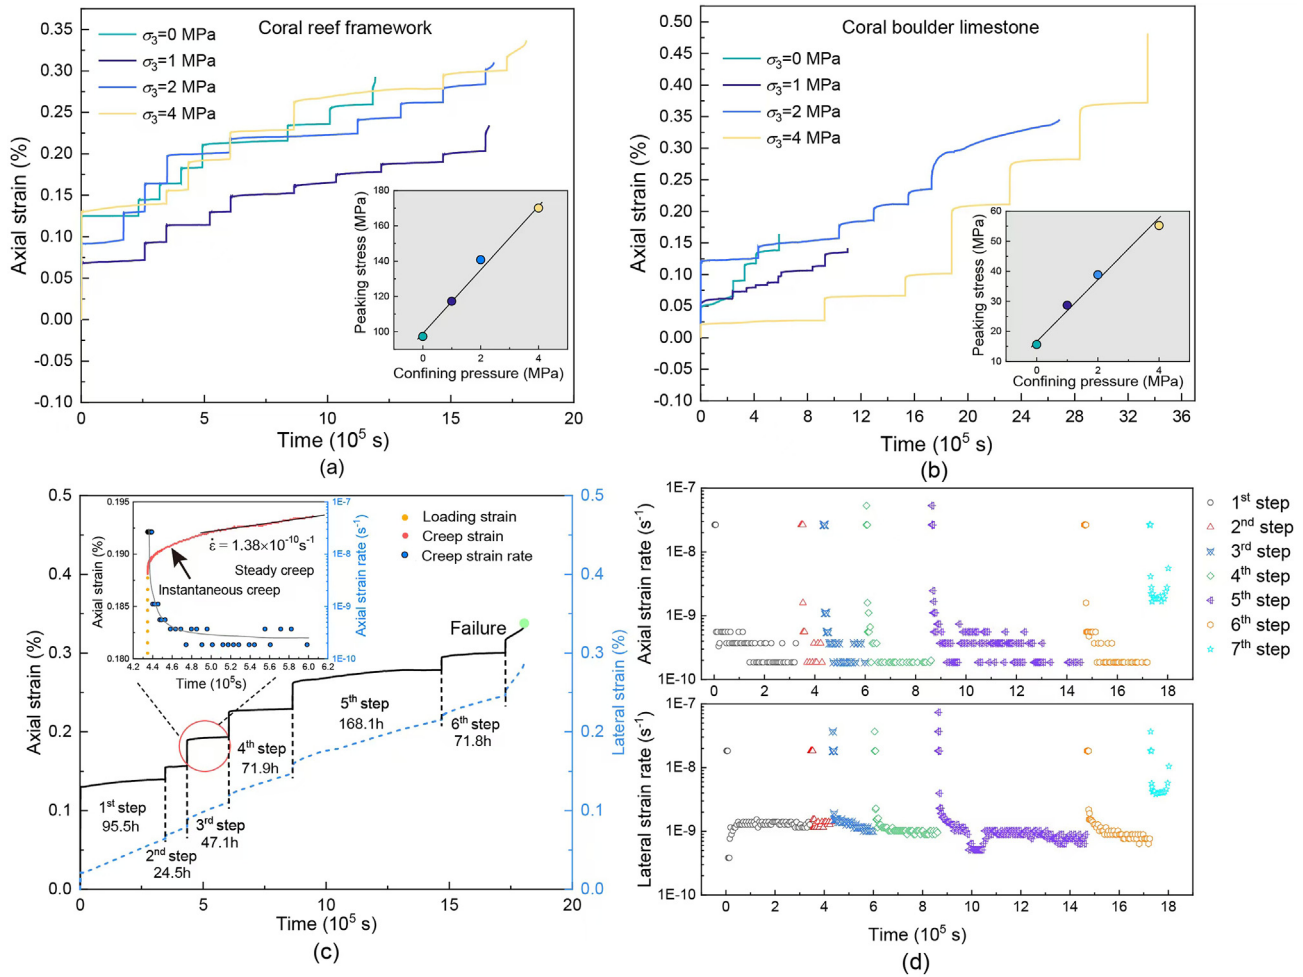 Coral reef framework
σ3=0 MPa
σ3=1 MPa
σ3=2 MPa
σ3=4 MPa
Axial strain (%)
0.35
0.30
0.25
0.20
0.15
0.10
0.05
0.00
-0.05
-0.10
0
5
10
15
20
Time (10⁵ s)
Peaking stress (MPa)
180
160
140
120
100
0
2
4
Confining pressure (MPa)
(a)
Coral boulder limestone
σ3=0 MPa
σ3=1 MPa
σ3=2 MPa
σ3=4 MPa
Axial strain (%)
0.50
0.45
0.40
0.35
0.30
0.25
0.20
0.15
0.10
0.05
0.00
-0.05
-0.10
0
4
8
12
16
20
24
28
32
36
Time (10⁵ s)
Peaking stress (MPa)
60
50
40
30
20
10
0
1
2
3
4
Confining pressure (MPa)
(b)
Axial strain (%)
0.5
0.4
0.3
0.2
0.1
0.0
0
5
10
15
20
Time (10⁵ s)
Lateral strain (%)
0.5
0.4
0.3
0.2
0.1
0.0
Loading strain
Creep strain
Creep strain rate
Axial strain (%)
0.195
0.190
0.185
0.180
4.2 4.4 4.6 4.8 5.0 5.2 5.4 5.6 5.8 6.0 6.2
Time (10⁵s)
Axial strain rate (s⁻¹)
1E-7
1E-8
1E-9
1E-10
ε̇ = 1.38×10⁻¹⁰s⁻¹
Steady creep
Instantaneous creep
Failure
1st step
95.5h
2nd step
24.5h
3rd step
47.1h
4th step
71.9h
5th step
168.1h
6th step
71.8h
(c)
Axial strain rate (s⁻¹)
1E-7
1E-8
1E-9
1E-10
0
2
4
6
8
10
12
14
16
18
Lateral strain rate (s⁻¹)
1E-7
1E-8
1E-9
1E-10
0
2
4
6
8
10
12
14
16
18
Time (10⁵ s)
1st step
2nd step
3rd step
4th step
5th step
6th step
7th step
(d)